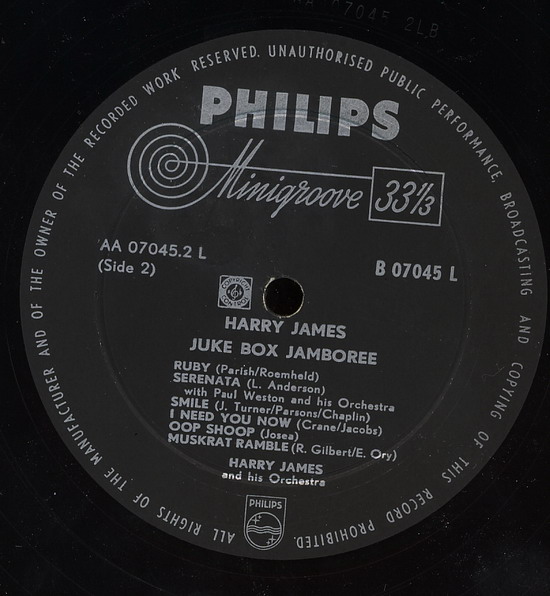 AA 07045 2L B
ALL RIGHTS OF THE MANUFACTURER AND OF THE OWNER OF THE RECORDED WORK RESERVED. UNAUTHORISED PUBLIC PERFORMANCE, BROADCASTING AND COPYING OF THIS RECORD PROHIBITED.
PHILIPS
Minigroove 33⅓
AA 07045.2 L
(Side 2)
B 07045 L
HARRY JAMES
JUKE BOX JAMBOREE
RUBY (Parish/Roemheld)
SERENATA (L. Anderson)
with Paul Weston and his Orchestra
SMILE (J. Turner/Parsons/Chaplin)
I NEED YOU NOW (Crane/Jacobs)
OOP SHOOP (Josea)
MUSKRAT RAMBLE (R. Gilbert/E. Ory)
HARRY JAMES
and his Orchestra
PHILIPS